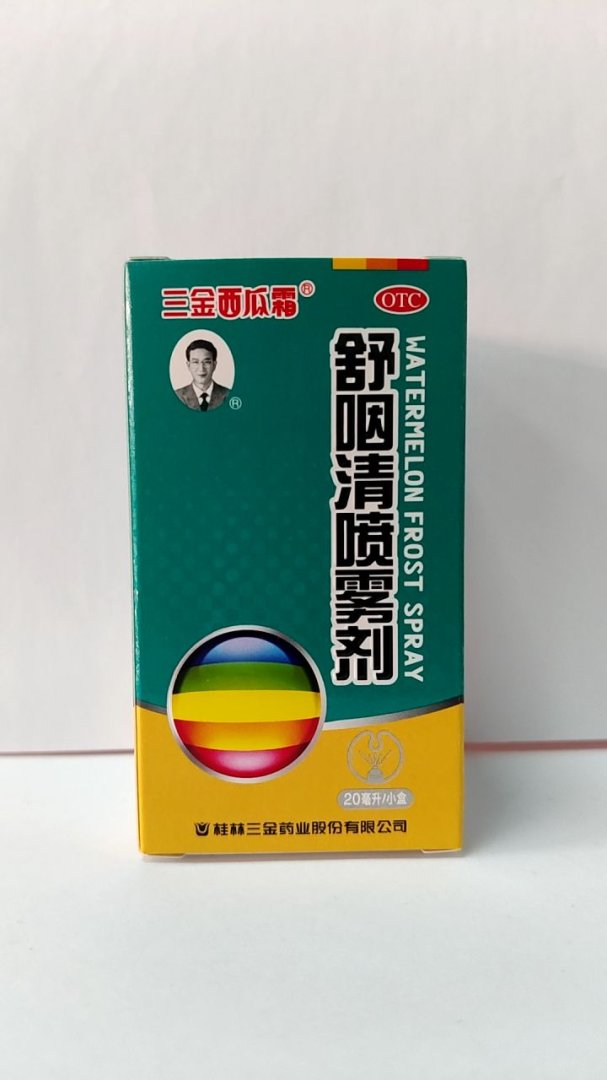 三金西瓜霜®
OTC
®
舒咽清喷雾剂
WATERMELON FROST SPRAY
20毫升/小盒
桂林三金药业股份有限公司